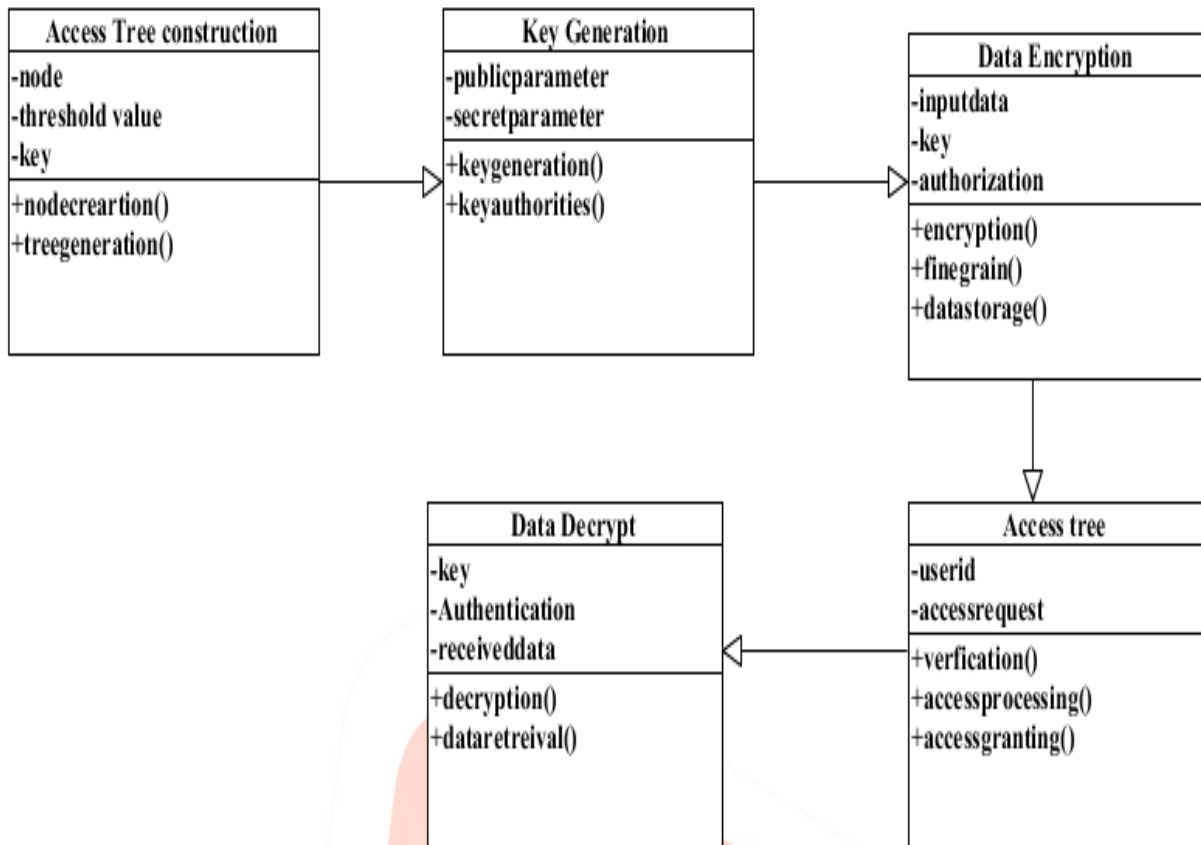 Access Tree construction
-node
-threshold value
-key
+nodecreartion()
+treegeneration()
Key Generation
-publicparameter
-secretparameter
+keygeneration()
+keyauthorities()
Data Encryption
-inputdata
-key
-authorization
+encryption()
+finegrain()
+datastorage()
Data Decrypt
-key
-Authentication
-receiveddata
+decryption()
+dataretreival()
Access tree
-userid
-accessrequest
+verfication()
+accessprocessing()
+accessgranting()